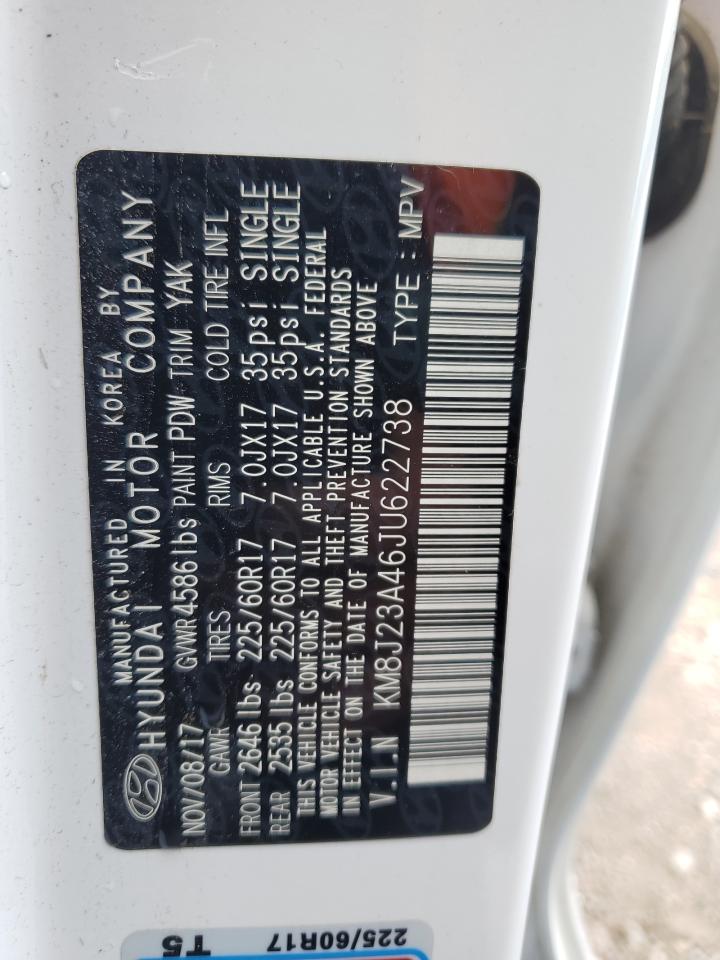 MANUFACTURED IN KOREA BY
HYUNDAI MOTOR COMPANY
NOV/08/17 GVWR 4586 lbs PAINT PDW TRIM YAK
GAWR TIRES RIMS COLD TIRE INFL
FRONT 2646 lbs 225/60R17 7.0JX17 35psi SINGLE
REAR 2535 lbs 225/60R17 7.0JX17 35psi SINGLE
THIS VEHICLE CONFORMS TO ALL APPLICABLE U.S.A FEDERAL
MOTOR VEHICLE SAFETY AND THEFT PREVENTION STANDARDS
IN EFFECT ON THE DATE OF MANUFACTURE SHOWN ABOVE
V.I.N KM8J23A46JU622738 TYPE : MPV
225/60R17
T5